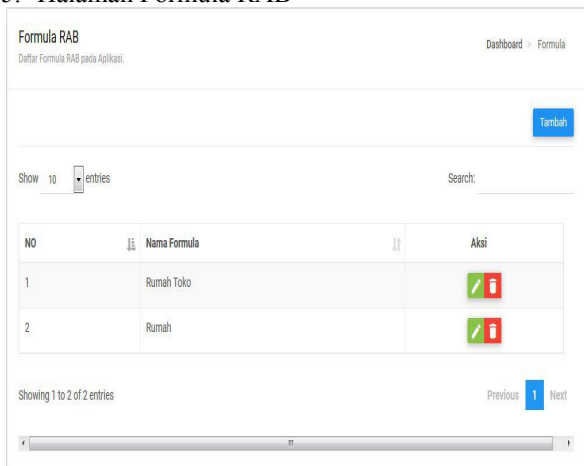 Formula RAB
Dashboard > Formula
Daftar Formula RAB pada Aplikasi.
Tambah
Show 10 entries Search:
NO Nama Formula Aksi
1 Rumah Toko
2 Rumah
Showing 1 to 2 of 2 entries Previous 1 Next